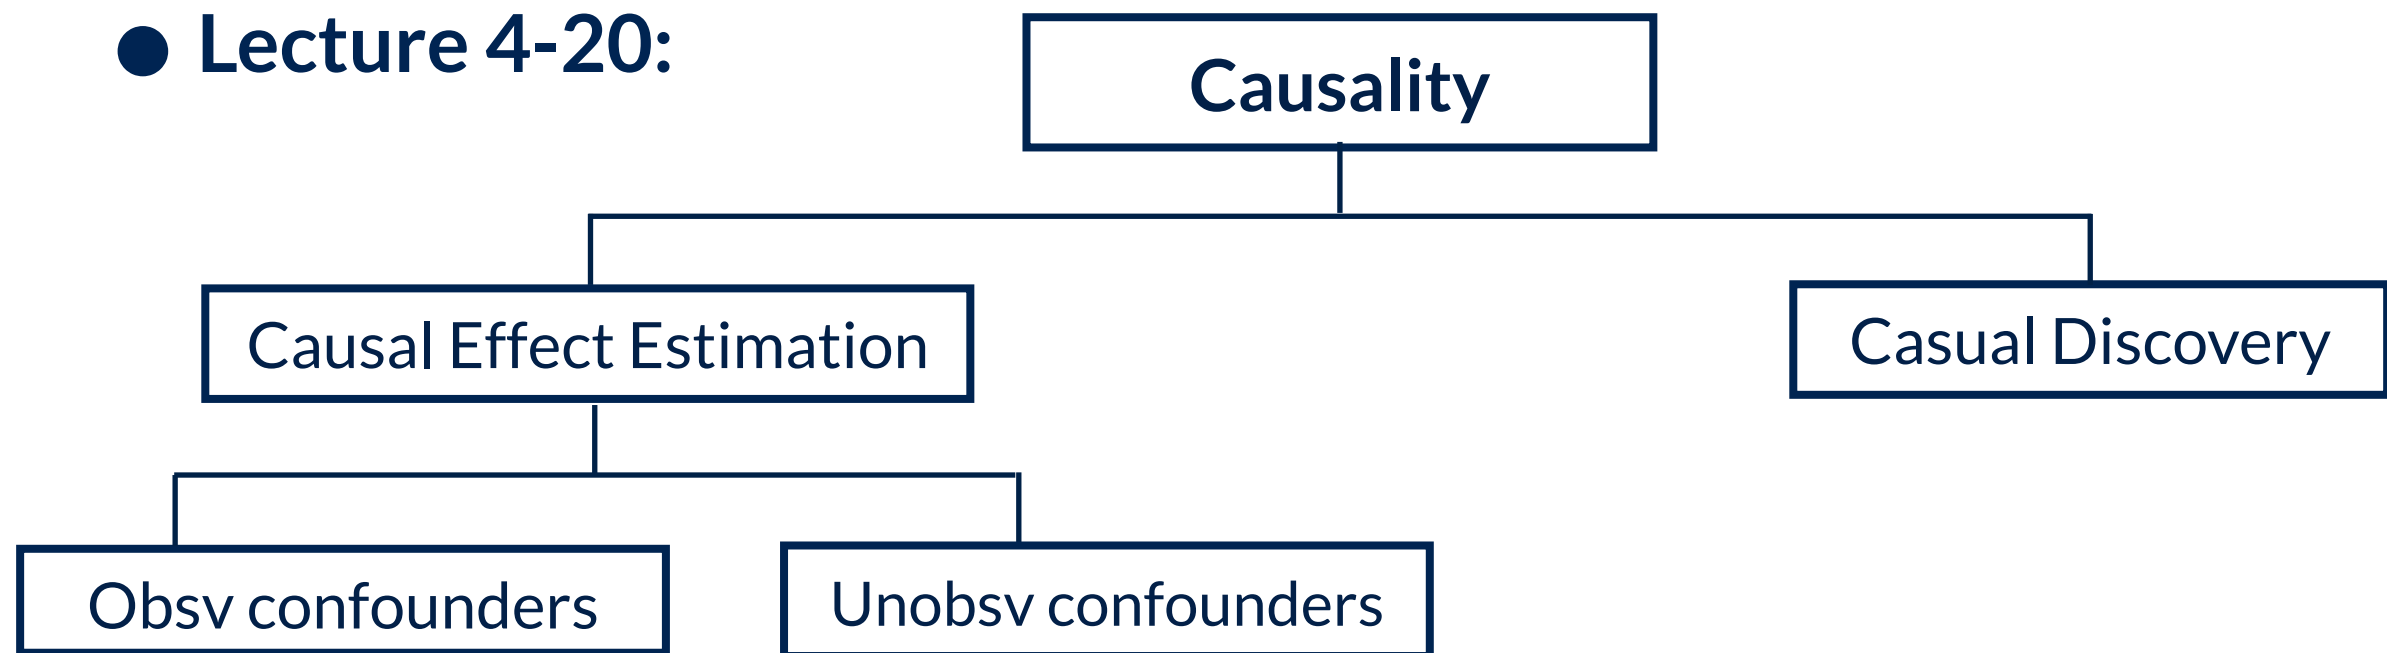 ● Lecture 4-20:
Causality
Causal Effect Estimation
Casual Discovery
Obsv confounders
Unobsv confounders